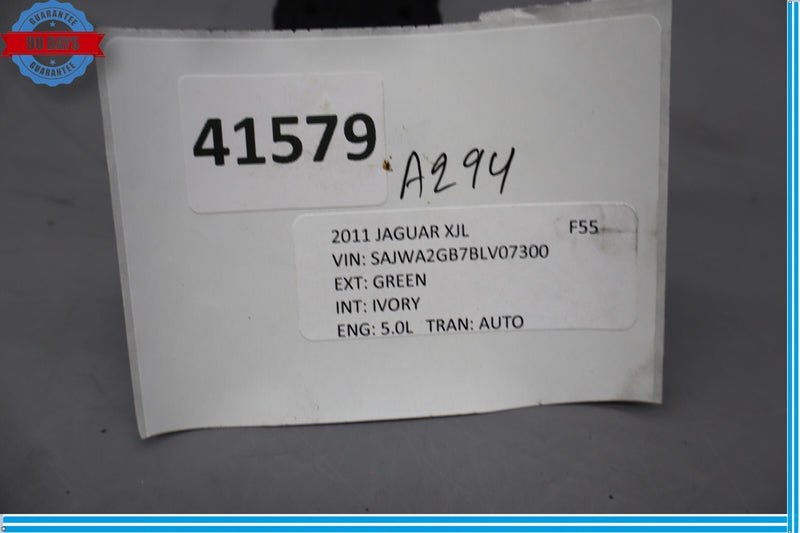 GUARANTEE
90 DAYS
GUARANTEE
41579
A294
2011 JAGUAR XJL F55
VIN: SAJWA2GB7BLV07300
EXT: GREEN
INT: IVORY
ENG: 5.0L TRAN: AUTO